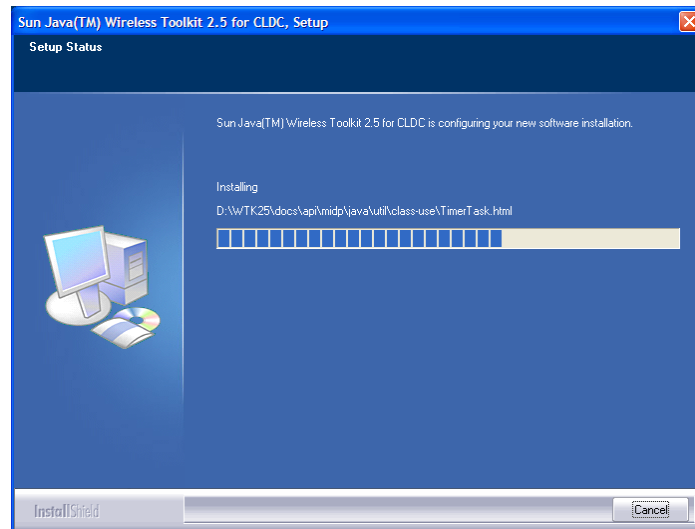 Sun Java(TM) Wireless Toolkit 2.5 for CLDC, Setup
Setup Status
Sun Java(TM) Wireless Toolkit 2.5 for CLDC is configuring your new software installation.
Installing
D:\WTK25\docs\api\midp\java\util\class-use\TimerTask.html
InstallShield
Cancel